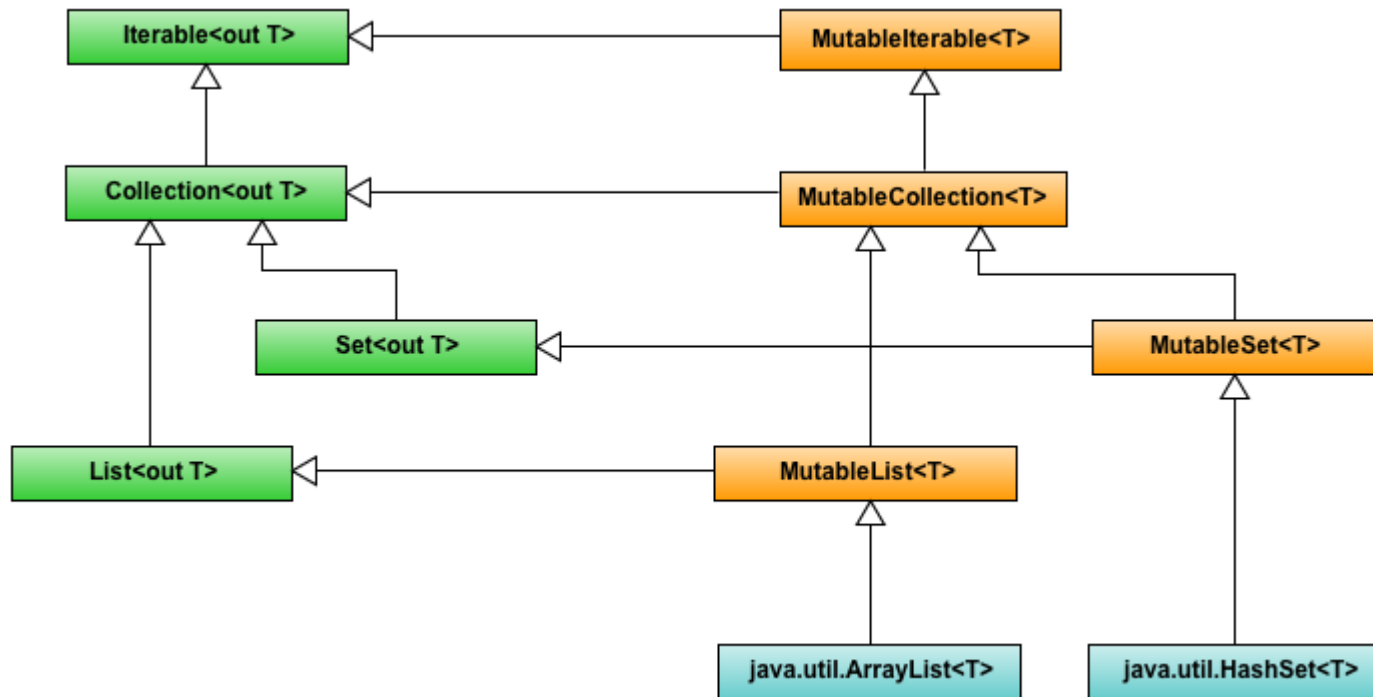 Iterable<out T>
MutableIterable<T>
Collection<out T>
MutableCollection<T>
Set<out T>
MutableSet<T>
List<out T>
MutableList<T>
java.util.ArrayList<T>
java.util.HashSet<T>